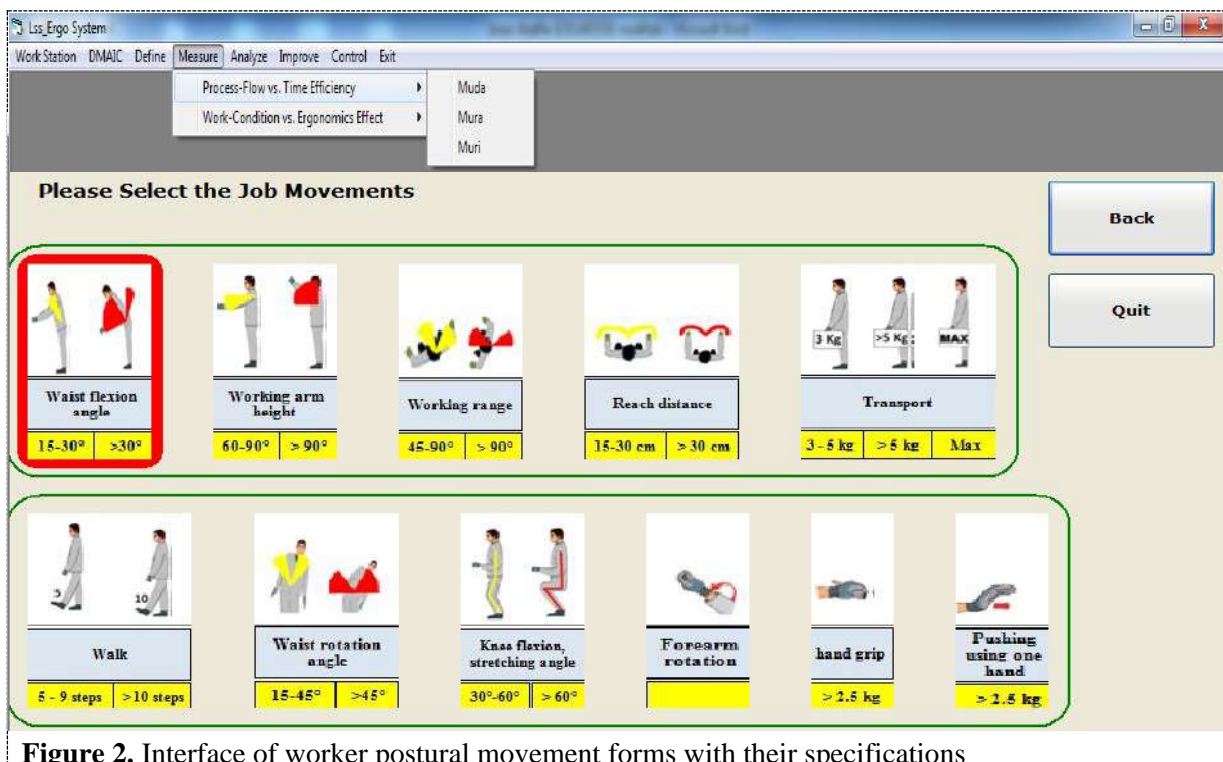 Lss_Ergo System
Work Station DMAIC Define Measure Analyze Improve Control Exit
Process-Flow vs. Time Efficiency
Work-Condition vs. Ergonomics Effect
Muda
Mura
Muri
Please Select the Job Movements
Back
Quit
3 Kg >5 Kg MAX
Waist flexion
angle
15-30° >30°
Working arm
height
60-90° >90°
Working range
45-90° >90°
Reach distance
15-30 cm >30 cm
Transport
3-5 kg >5 kg Max
5 10
Walk
5 - 9 steps >10 steps
Waist rotation
angle
15-45° >45°
Knee flexion,
stretching angle
30°-60° >60°
Forearm
rotation
hand grip
>2.5 kg
Pushing
using one
hand
>2.5 kg
Figure 2. Interface of worker postural movement forms with their specifications